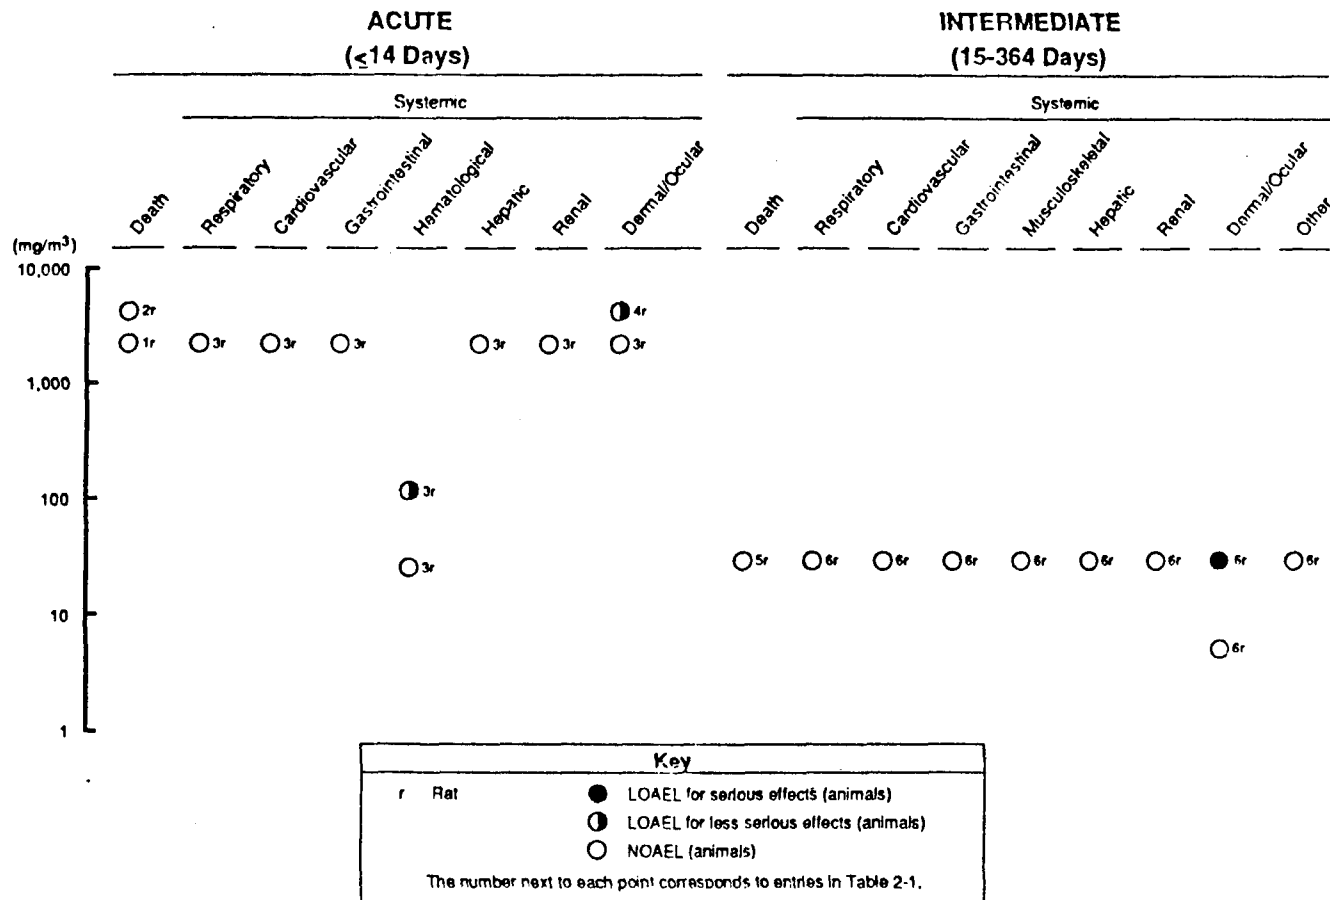 ACUTE
(≤14 Days)
INTERMEDIATE
(15-364 Days)
Systemic
Systemic
Death
Respiratory
Cardiovascular
Gastrointestinal
Hematological
Hepatic
Renal
Dermal/Ocular
Death
Respiratory
Cardiovascular
Gastrointestinal
Musculoskeletal
Hepatic
Renal
Dermal/Ocular
Other
(mg/m³)
10,000
2r
4r
1r
3r
3r
3r
3r
3r
3r
1,000
3r
100
3r
5r
6r
6r
6r
6r
6r
6r
6r
6r
10
6r
1
Key
r Rat
LOAEL for serious effects (animals)
LOAEL for less serious effects (animals)
NOAEL (animals)
The number next to each point corresponds to entries in Table 2-1.